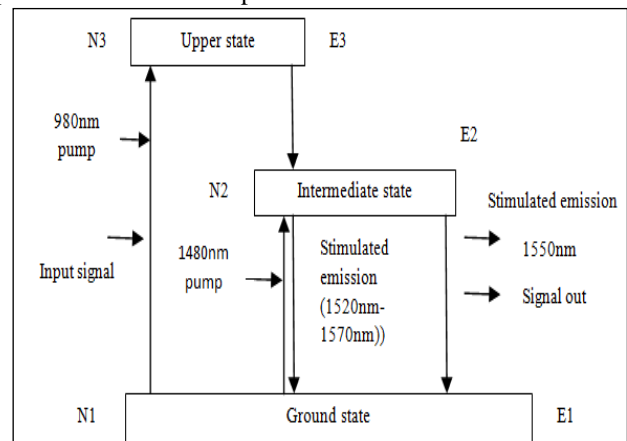 N3
Upper state
E3
980nm
pump
E2
N2
Intermediate state
Stimulated emission
1550nm
Signal out
Input signal
1480nm
pump
Stimulated
emission
(1520nm-
1570nm))
N1
Ground state
E1